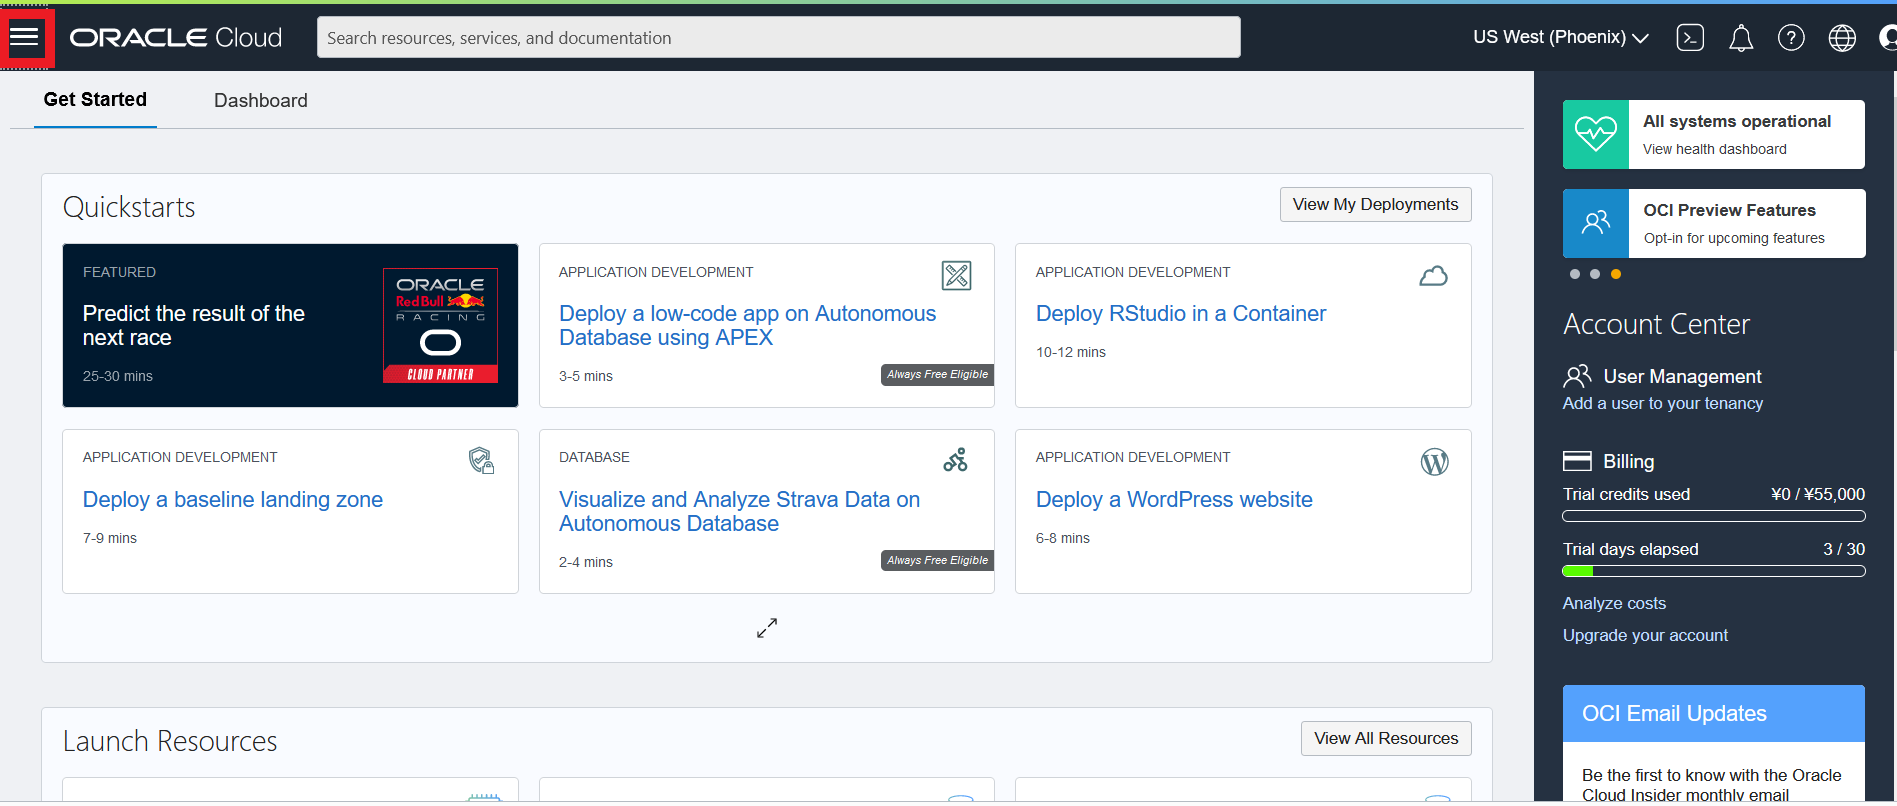 ORACLE Cloud
Search resources, services, and documentation
US West (Phoenix)
Get Started
Dashboard
Quickstarts
View My Deployments
FEATURED
Predict the result of the
next race
25-30 mins
ORACLE
Red Bull
RACING
CLOUD PARTNER
APPLICATION DEVELOPMENT
Deploy a low-code app on Autonomous
Database using APEX
3-5 mins
Always Free Eligible
APPLICATION DEVELOPMENT
Deploy RStudio in a Container
10-12 mins
APPLICATION DEVELOPMENT
Deploy a baseline landing zone
7-9 mins
DATABASE
Visualize and Analyze Strava Data on
Autonomous Database
2-4 mins
Always Free Eligible
APPLICATION DEVELOPMENT
Deploy a WordPress website
6-8 mins
Launch Resources
View All Resources
All systems operational
View health dashboard
OCI Preview Features
Opt-in for upcoming features
Account Center
User Management
Add a user to your tenancy
Billing
Trial credits used ¥0 / ¥55,000
Trial days elapsed 3 / 30
Analyze costs
Upgrade your account
OCI Email Updates
Be the first to know with the Oracle
Cloud Insider monthly email